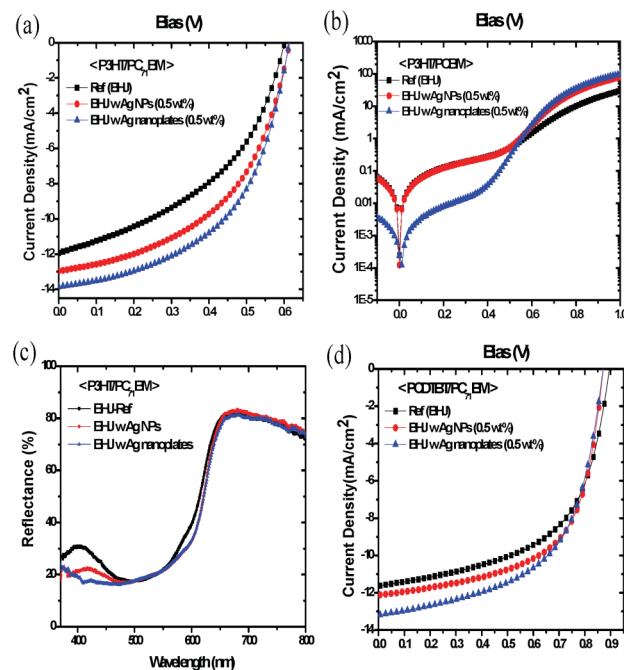 (a)
Bias (V)
0.0 0.1 0.2 0.3 0.4 0.5 0.6
<P3HT/PC71BM>
Ref (BHJ)
BHJ w Ag NPs (0.5 wt%)
BHJ w Ag nanoplates (0.5 wt%)
Current Density (mA/cm²)
0
-2
-4
-6
-8
-10
-12
-14
(b)
Bias (V)
<P3HT/PCBM>
Ref (BHJ)
BHJ w Ag NPs (0.5 wt%)
BHJ w Ag nanoplates (0.5 wt%)
Current Density (mA/cm²)
1000
100
10
1
0.1
0.01
1E-4
1E-5
0.0 0.2 0.4 0.6 0.8 1.0
(c)
<P3HT/PC71BM>
BHJ-Ref
BHJ w Ag NPs
BHJ w Ag nanoplates
Reflectance (%)
100
80
60
40
20
0
400 500 600 700 800
Wavelength (nm)
Bias (V)
(d)
<PCDTBT/PC71BM>
Ref (BHJ)
BHJ w Ag NPs (0.5 wt%)
BHJ w Ag nanoplates (0.5 wt%)
Current Density (mA/cm²)
0
-2
-4
-6
-8
-10
-12
-14
0.0 0.1 0.2 0.3 0.4 0.5 0.6 0.7 0.8 0.9